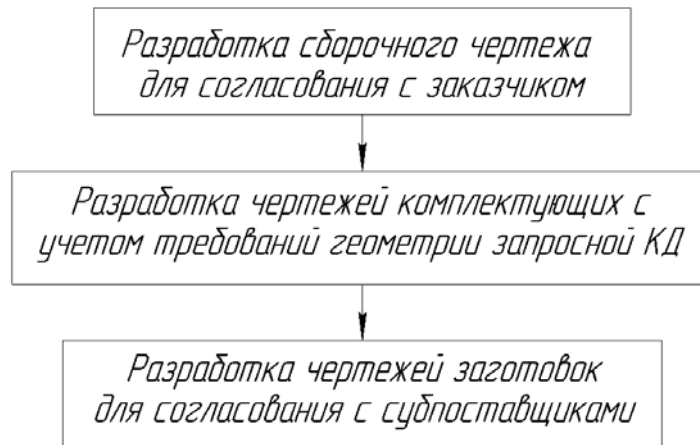 Разработка сборочного чертежа
для согласования с заказчиком
Разработка чертежей комплектующих с
учетом требований геометрии запросной КД
Разработка чертежей заготовок
для согласования с субпоставщиками